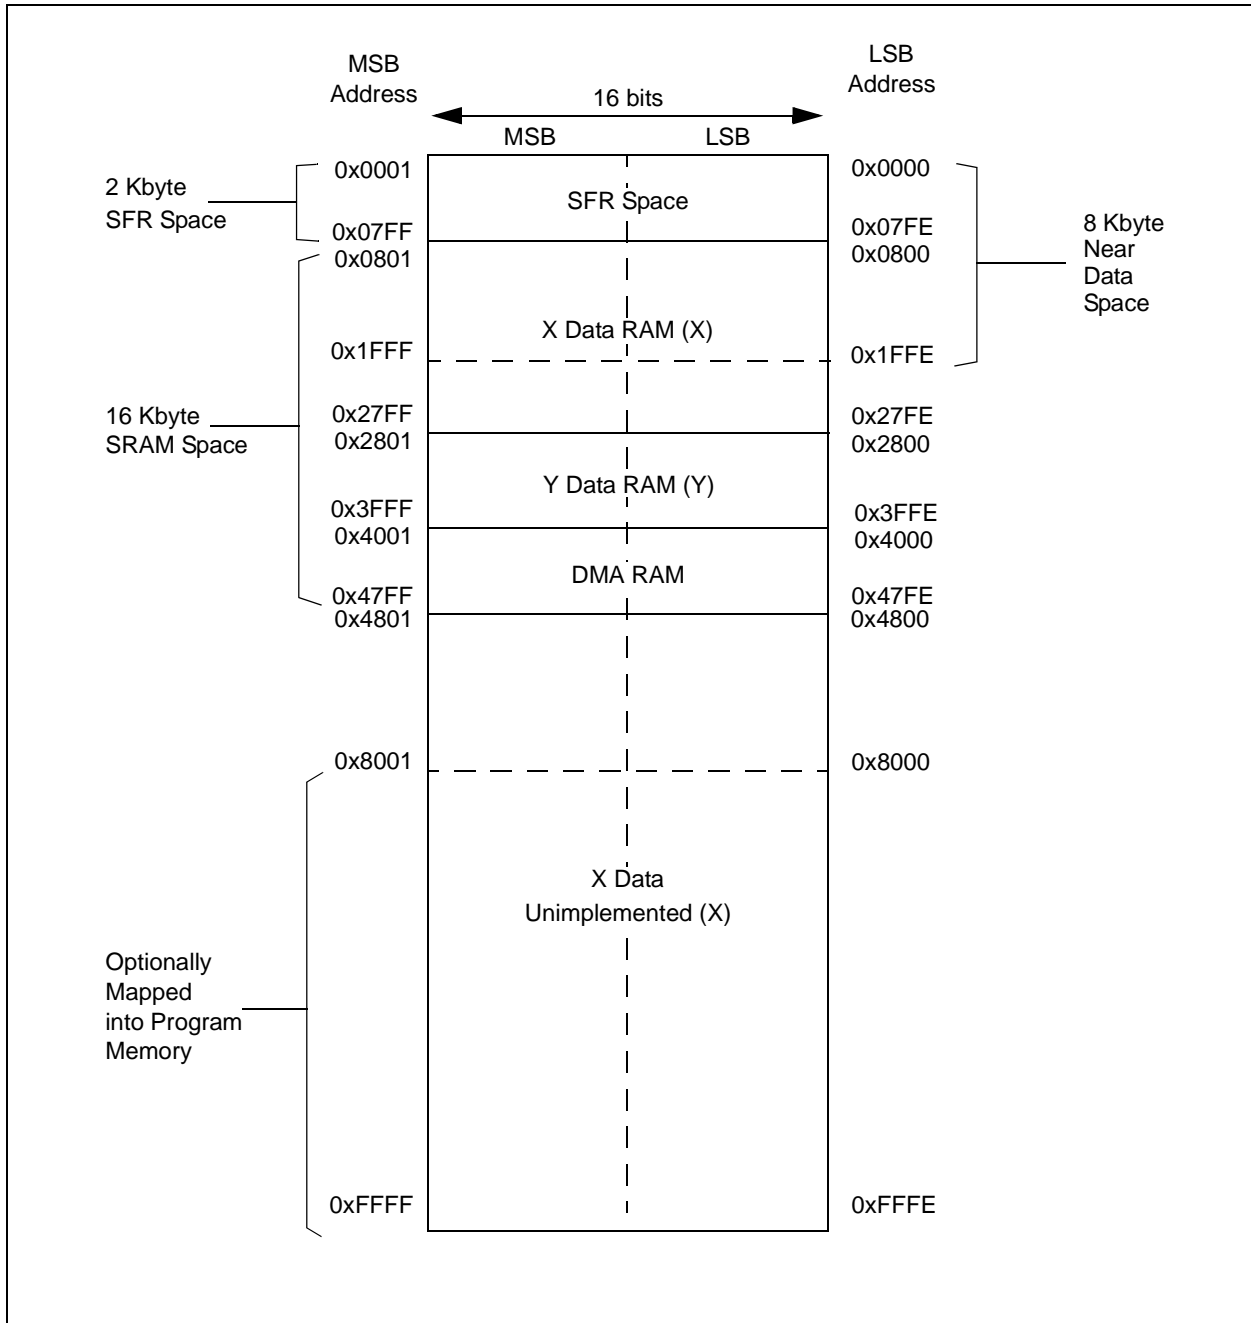 MSB
Address
LSB
Address
16 bits
MSB
LSB
0x0001
0x0000
2 Kbyte
SFR Space
SFR Space
0x07FF
0x07FE
0x0801
0x0800
8 Kbyte
Near
Data
Space
X Data RAM (X)
0x1FFF
0x1FFE
16 Kbyte
SRAM Space
0x27FF
0x27FE
0x2801
0x2800
Y Data RAM (Y)
0x3FFF
0x3FFE
0x4001
0x4000
DMA RAM
0x47FF
0x47FE
0x4801
0x4800
0x8001
0x8000
X Data
Unimplemented (X)
Optionally
Mapped
into Program
Memory
0xFFFF
0xFFFE